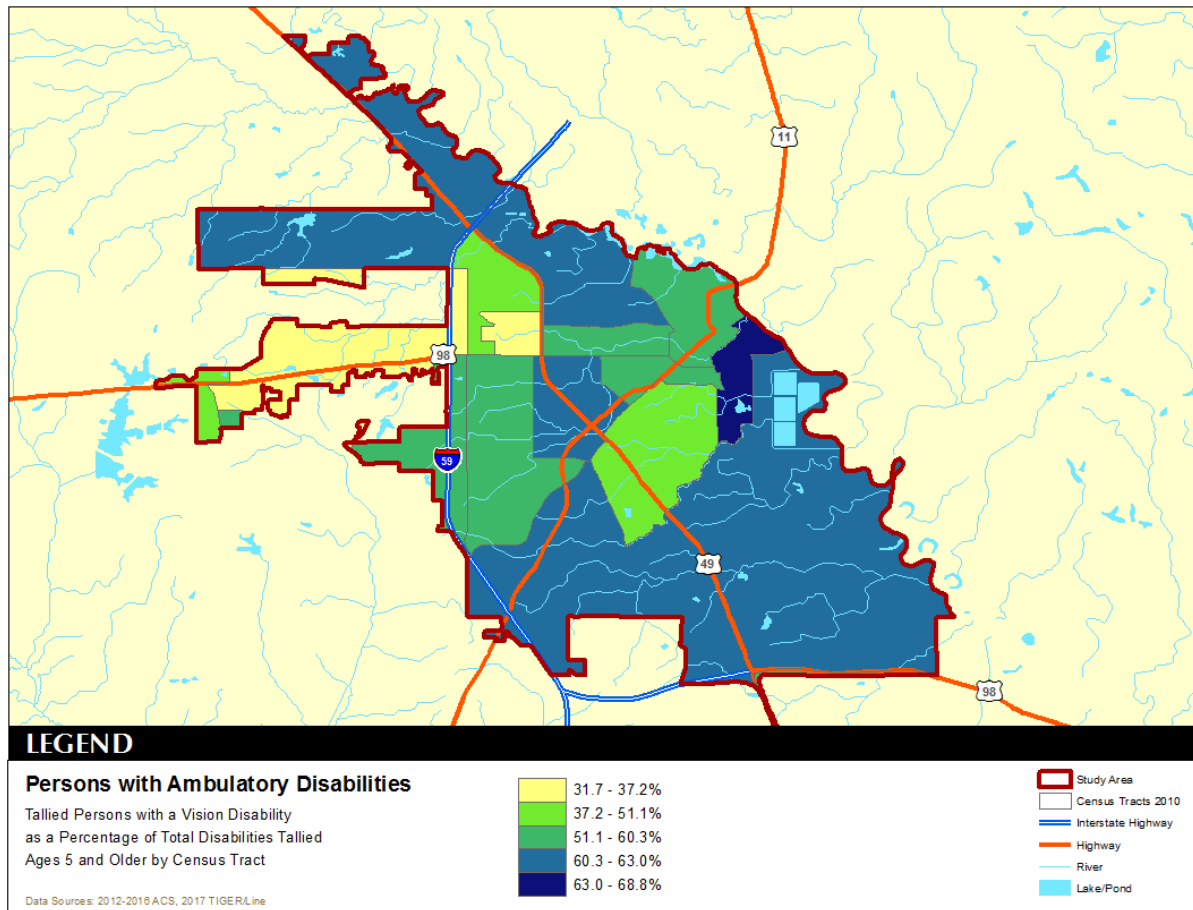 11
98
59
49
98
LEGEND
Persons with Ambulatory Disabilities
Tallied Persons with a Vision Disability
as a Percentage of Total Disabilities Tallied
Ages 5 and Older by Census Tract
Data Sources: 2012-2016 ACS, 2017 TIGER/Line
31.7 - 37.2%
37.2 - 51.1%
51.1 - 60.3%
60.3 - 63.0%
63.0 - 68.8%
Study Area
Census Tracts 2010
Interstate Highway
Highway
River
Lake/Pond